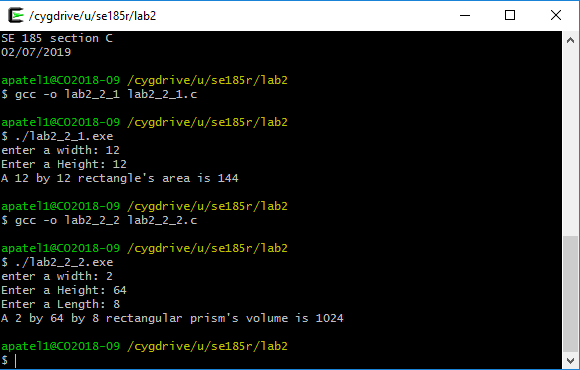 /cygdrive/u/se185r/lab2
SE 185 section C
02/07/2019
apatel1@CO2018-09 /cygdrive/u/se185r/lab2
$ gcc -o lab2_2_1 lab2_2_1.c
apatel1@CO2018-09 /cygdrive/u/se185r/lab2
$ ./lab2_2_1.exe
enter a width: 12
Enter a Height: 12
A 12 by 12 rectangle's area is 144
apatel1@CO2018-09 /cygdrive/u/se185r/lab2
$ gcc -o lab2_2_2 lab2_2_2.c
apatel1@CO2018-09 /cygdrive/u/se185r/lab2
$ ./lab2_2_2.exe
enter a width: 2
Enter a Height: 64
Enter a Length: 8
A 2 by 64 by 8 rectangular prism's volume is 1024
apatel1@CO2018-09 /cygdrive/u/se185r/lab2
$